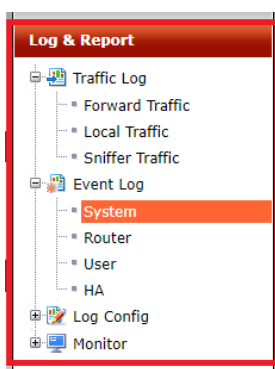 Log & Report
Traffic Log
Forward Traffic
Local Traffic
Sniffer Traffic
Event Log
System
Router
User
HA
Log Config
Monitor